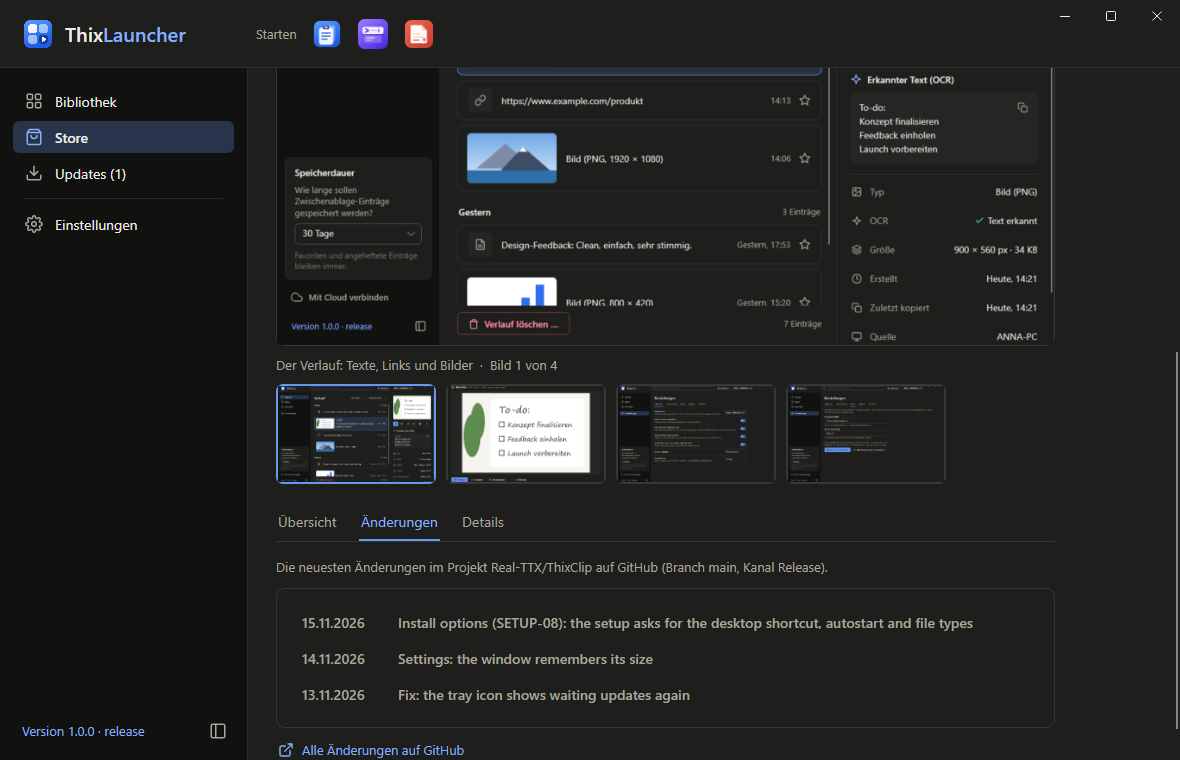 ThixLauncher
Starten
Bibliothek
Store
Updates (1)
Einstellungen
Version 1.0.0 · release
Speicherdauer
Wie lange sollen
Zwischenablage-Einträge
gespeichert werden?
30 Tage
Favoriten und angeheftete Einträge
bleiben immer.
Mit Cloud verbinden
Version 1.0.0 · release
https://www.example.com/produkt
14:13
Bild (PNG, 1920 × 1080)
14:06
Gestern
3 Einträge
Design-Feedback: Clean, einfach, sehr stimmig.
Gestern, 17:53
Bild (PNG, 800 × 420)
Gestern, 15:20
Verlauf löschen ...
7 Einträge
Erkannter Text (OCR)
To-do:
Konzept finalisieren
Feedback einholen
Launch vorbereiten
Typ
Bild (PNG)
OCR
Text erkannt
Größe
900 × 560 px · 34 KB
Erstellt
Heute, 14:21
Zuletzt kopiert
Heute, 14:21
Quelle
ANNA-PC
Der Verlauf: Texte, Links und Bilder · Bild 1 von 4
To-do:
Konzept finalisieren
Feedback einholen
Launch vorbereiten
Übersicht
Änderungen
Details
Die neuesten Änderungen im Projekt Real-TTX/ThixClip auf GitHub (Branch main, Kanal Release).
15.11.2026 Install options (SETUP-08): the setup asks for the desktop shortcut, autostart and file types
14.11.2026 Settings: the window remembers its size
13.11.2026 Fix: the tray icon shows waiting updates again
Alle Änderungen auf GitHub